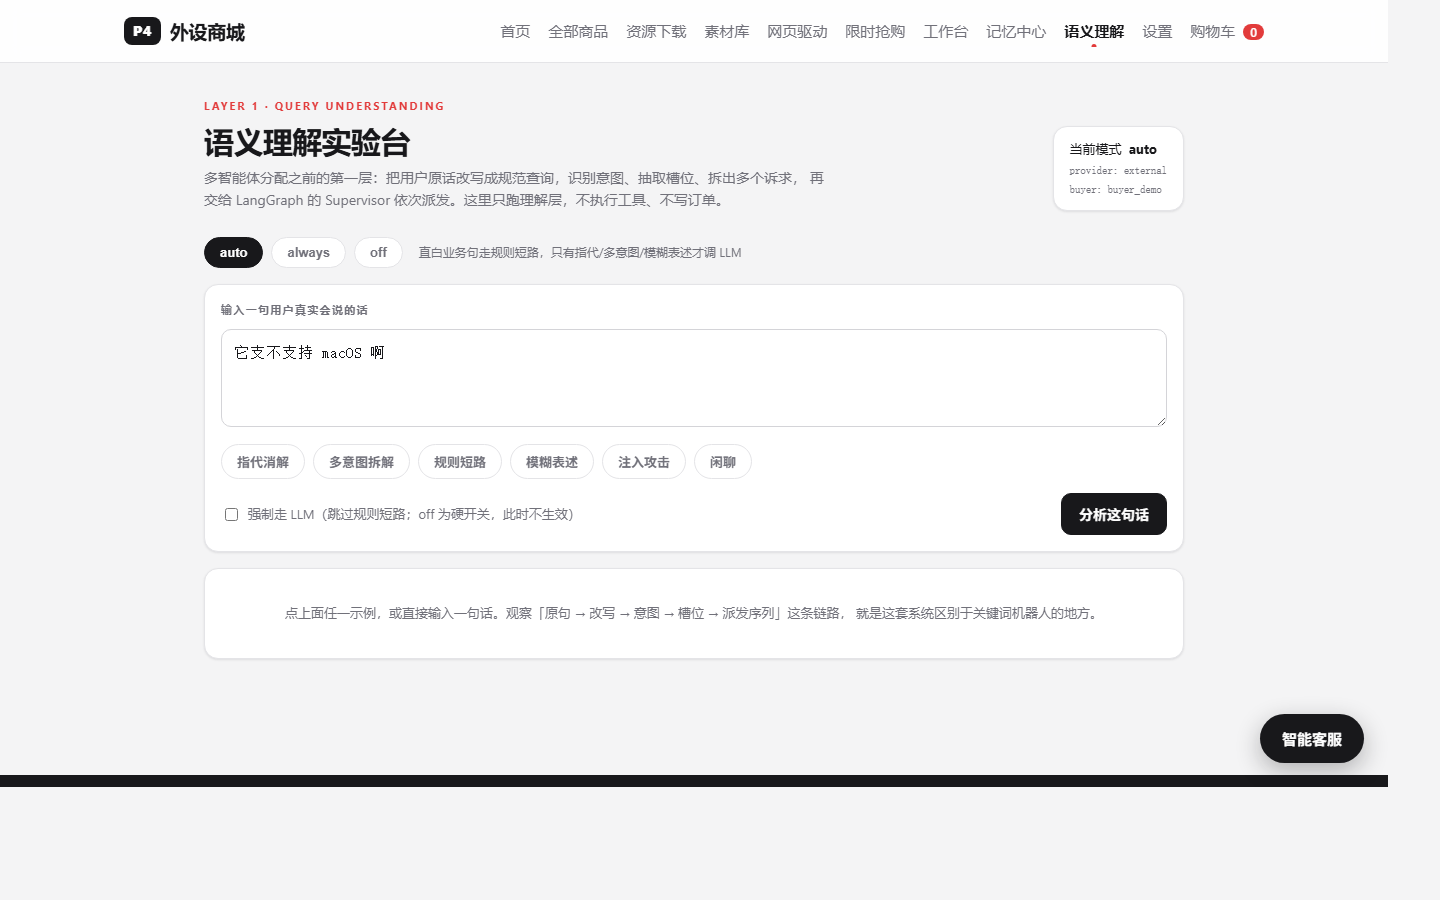 P4 外设商城 首页 全部商品 资源下载 素材库 网页驱动 限时抢购 工作台 记忆中心 语义理解 设置 购物车 0
LAYER 1 · QUERY UNDERSTANDING
语义理解实验台
多智能体分配之前的第一层：把用户原话改写成规范查询，识别意图、抽取槽位、拆出多个诉求， 再
交给 LangGraph 的 Supervisor 依次派发。这里只跑理解层，不执行工具、不写订单。
当前模式 auto
provider: external
buyer: buyer_demo
auto always off 直白业务句走规则短路，只有指代/多意图/模糊表述才调 LLM
输入一句用户真实会说的话
它支不支持 macOS 啊
指代消解 多意图拆解 规则短路 模糊表述 注入攻击 闲聊
强制走 LLM（跳过规则短路；off 为硬开关，此时不生效） 分析这句话
点上面任一示例，或直接输入一句话。观察「原句 → 改写 → 意图 → 槽位 → 派发序列」这条链路， 就是这套系统区别于关键词机器人的地方。
智能客服